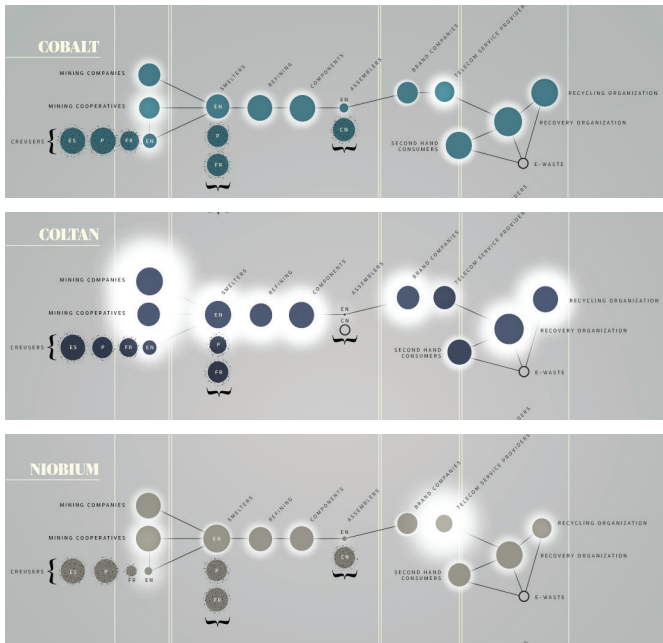 COBALT
MINING COMPANIES
MINING COOPERATIVES
CREUSERS { ES P FR EN
SMELTERS
EN
P
FR
REFINING
COMPONENTS
ASSEMBLERS
EN
CN
BRAND COMPANIES
TELECOM SERVICE PROVIDERS
RECYCLING ORGANIZATION
RECOVERY ORGANIZATION
SECOND HAND
CONSUMERS
E-WASTE
COLTAN
MINING COMPANIES
MINING COOPERATIVES
CREUSERS { ES P FR EN
SMELTERS
EN
P
FR
REFINING
COMPONENTS
ASSEMBLERS
EN
CN
BRAND COMPANIES
TELECOM SERVICE PROVIDERS
RECYCLING ORGANIZATION
RECOVERY ORGANIZATION
SECOND HAND
CONSUMERS
E-WASTE
NIOBIUM
MINING COMPANIES
MINING COOPERATIVES
CREUSERS { ES P FR EN
SMELTERS
EN
P
FR
REFINING
COMPONENTS
ASSEMBLERS
EN
CN
BRAND COMPANIES
TELECOM SERVICE PROVIDERS
RECYCLING ORGANIZATION
RECOVERY ORGANIZATION
SECOND HAND
CONSUMERS
E-WASTE